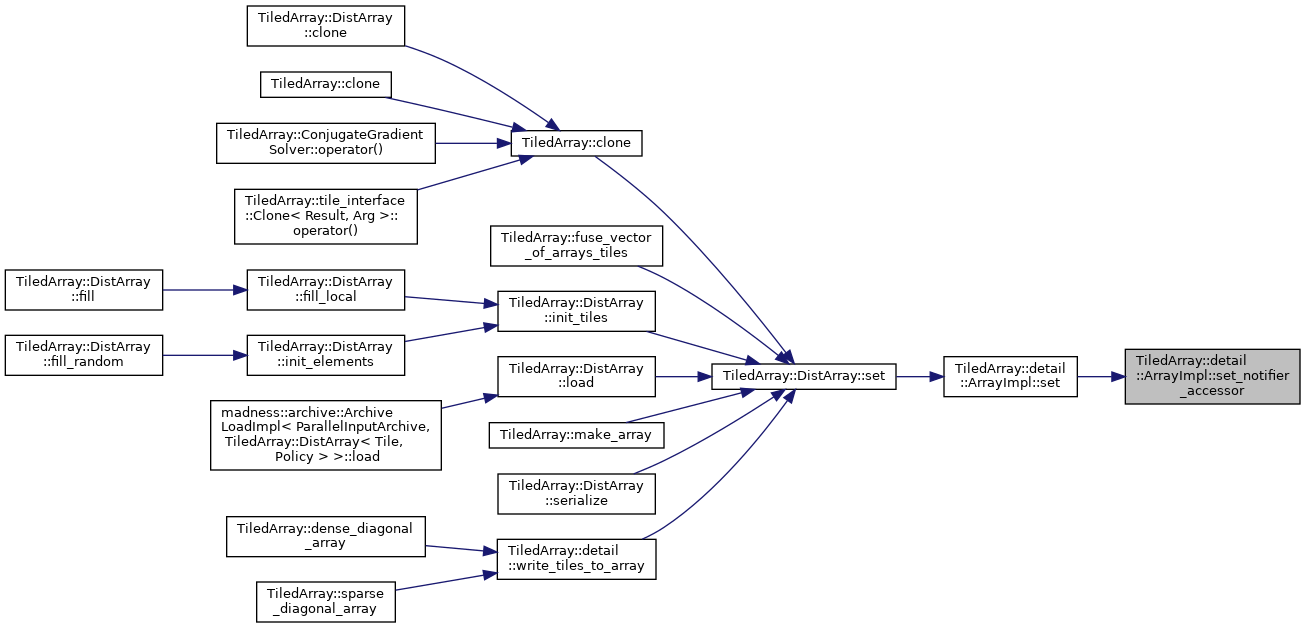 TiledArray::DistArray
::clone
TiledArray::clone
TiledArray::ConjugateGradient
Solver::operator()
TiledArray::tile_interface
::Clone< Result, Arg >::
operator()
TiledArray::clone
TiledArray::fuse_vector
_of_arrays_tiles
TiledArray::DistArray
::fill
TiledArray::DistArray
::fill_local
TiledArray::DistArray
::init_tiles
TiledArray::DistArray
::fill_random
TiledArray::DistArray
::init_elements
TiledArray::DistArray
::load
TiledArray::DistArray::set
TiledArray::detail
::ArrayImpl::set
TiledArray::detail
::ArrayImpl::set_notifier
_accessor
madness::archive::Archive
LoadImpl< ParallelInputArchive,
TiledArray::DistArray< Tile,
Policy > >::load
TiledArray::make_array
TiledArray::DistArray
::serialize
TiledArray::dense_diagonal
_array
TiledArray::detail
::write_tiles_to_array
TiledArray::sparse
_diagonal_array